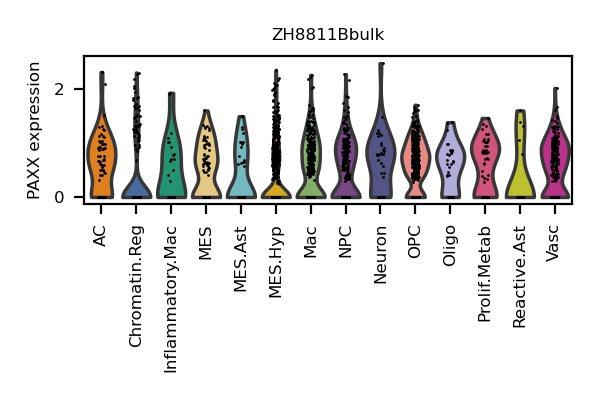 ZH8811Bbulk
PAXX expression
2
0
AC
Chromatin.Reg
Inflammatory.Mac
MES
MES.Ast
MES.Hyp
Mac
NPC
Neuron
OPC
Oligo
Prolif.Metab
Reactive.Ast
Vasc